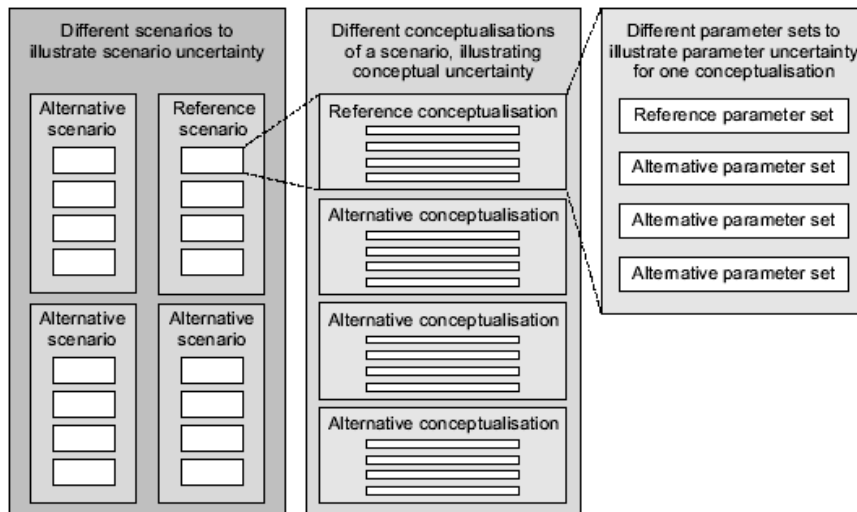 Different scenarios to
illustrate scenario uncertainty
Alternative
scenario
Reference
scenario
Alternative
scenario
Alternative
scenario
Different conceptualisations
of a scenario, illustrating
conceptual uncertainty
Reference conceptualisation
Alternative conceptualisation
Alternative conceptualisation
Alternative conceptualisation
Different parameter sets to
illustrate parameter uncertainty
for one conceptualisation
Reference parameter set
Alternative parameter set
Alternative parameter set
Alternative parameter set